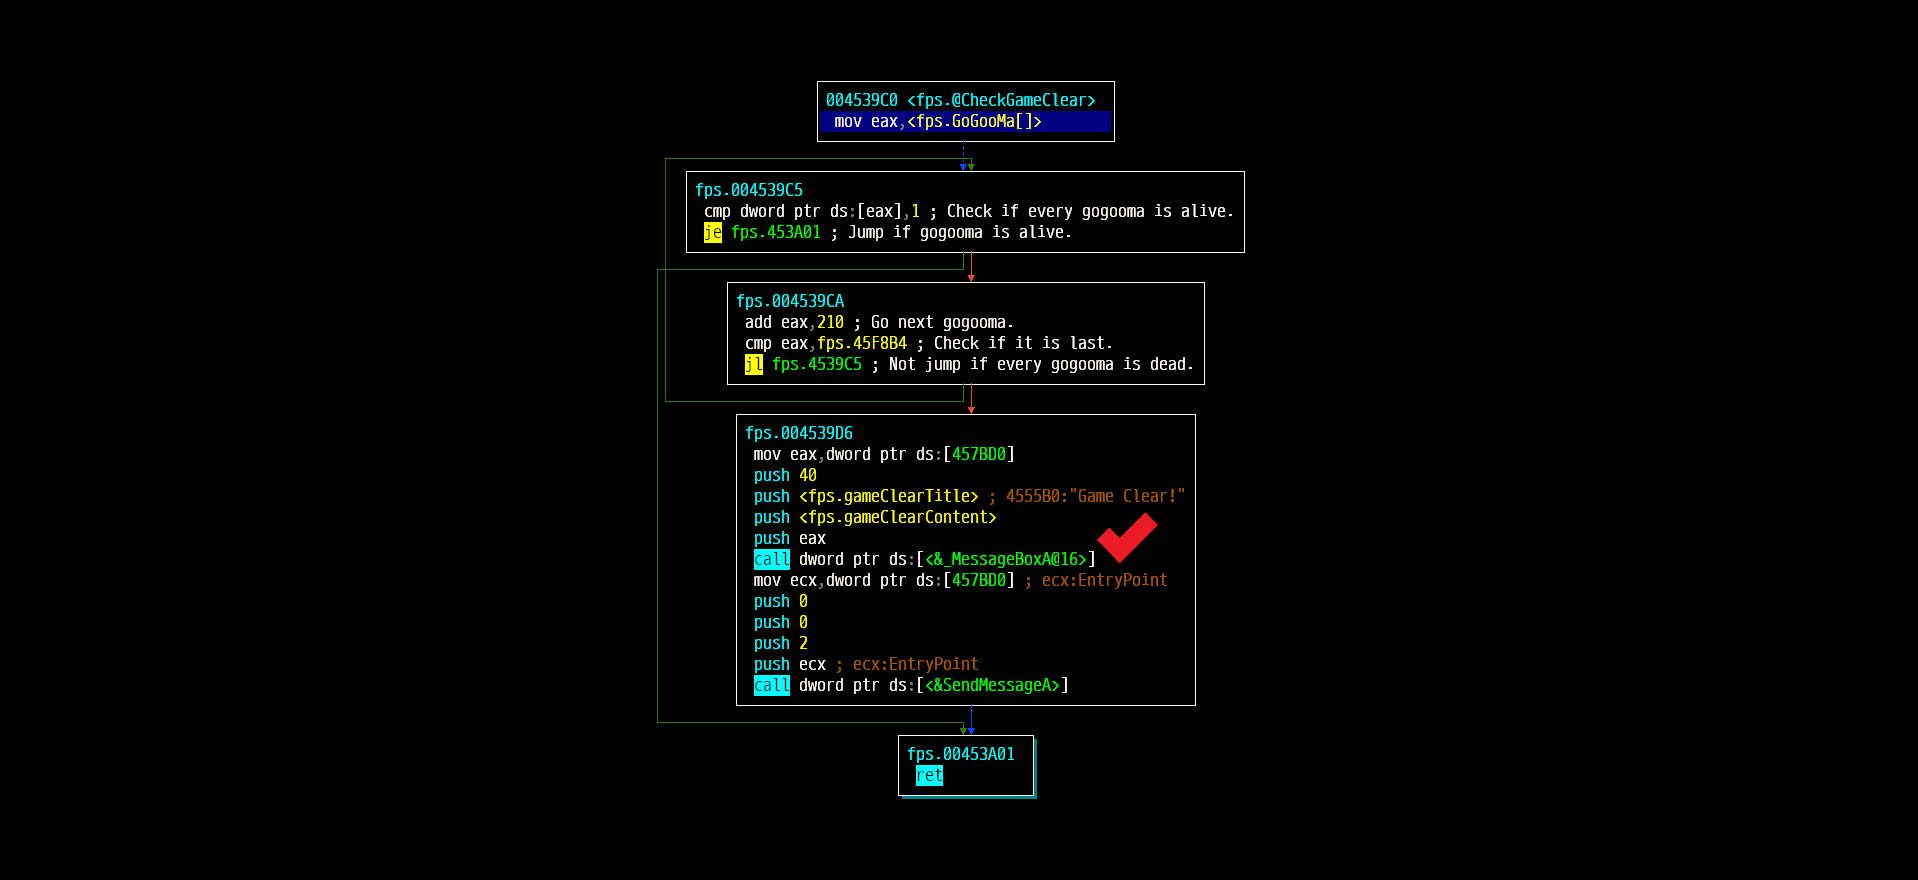 004539C0 <fps.@CheckGameClear>
mov eax,<fps.GoGooMa[]>
fps.004539C5
cmp dword ptr ds:[eax],1 ; Check if every gogooma is alive.
je fps.453A01 ; Jump if gogooma is alive.
fps.004539CA
add eax,210 ; Go next gogooma.
cmp eax,fps.45F8B4 ; Check if it is last.
jl fps.4539C5 ; Not jump if every gogooma is dead.
fps.004539D6
mov eax,dword ptr ds:[457BD0]
push 40
push <fps.gameClearTitle> ; 4555B0:"Game Clear!"
push <fps.gameClearContent>
push eax
call dword ptr ds:[<&_MessageBoxA@16>]
mov ecx,dword ptr ds:[457BD0] ; ecx:EntryPoint
push 0
push 0
push 2
push ecx ; ecx:EntryPoint
call dword ptr ds:[<&SendMessageA>]
fps.00453A01
ret